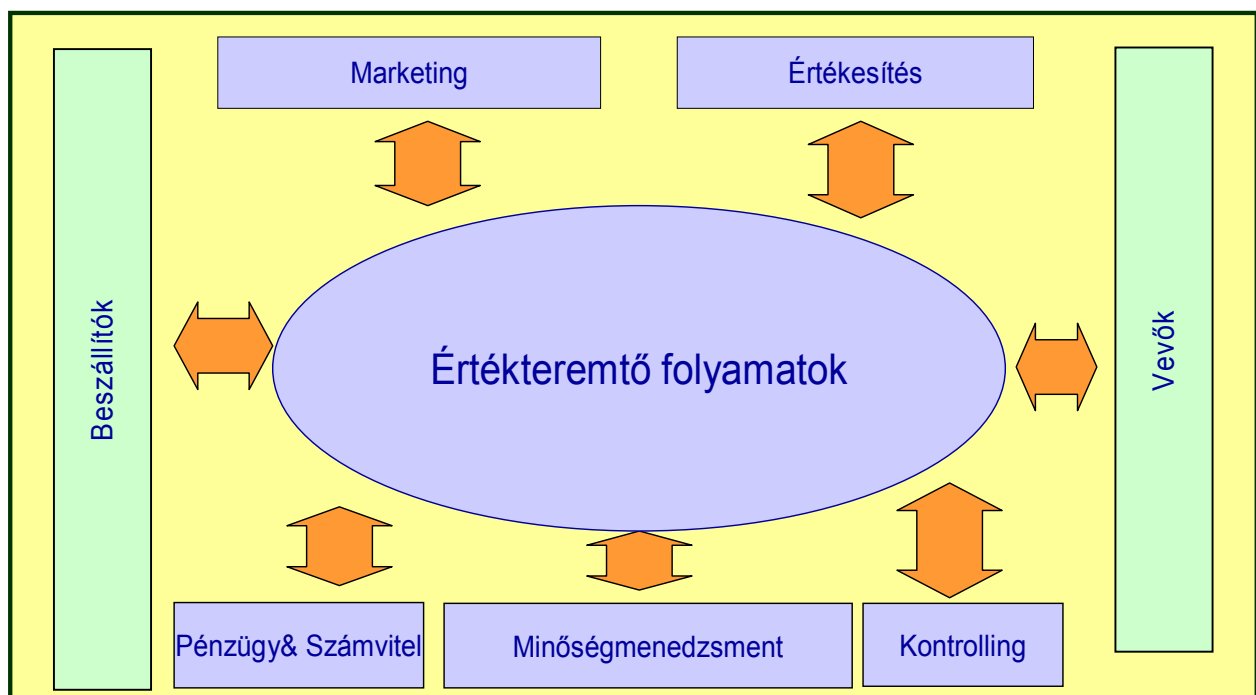 Marketing
Értékesítés
Beszállítók
Értékteremtő folyamatok
Vevők
Pénzügy& Számvitel
Minőségmenedzsment
Kontrolling